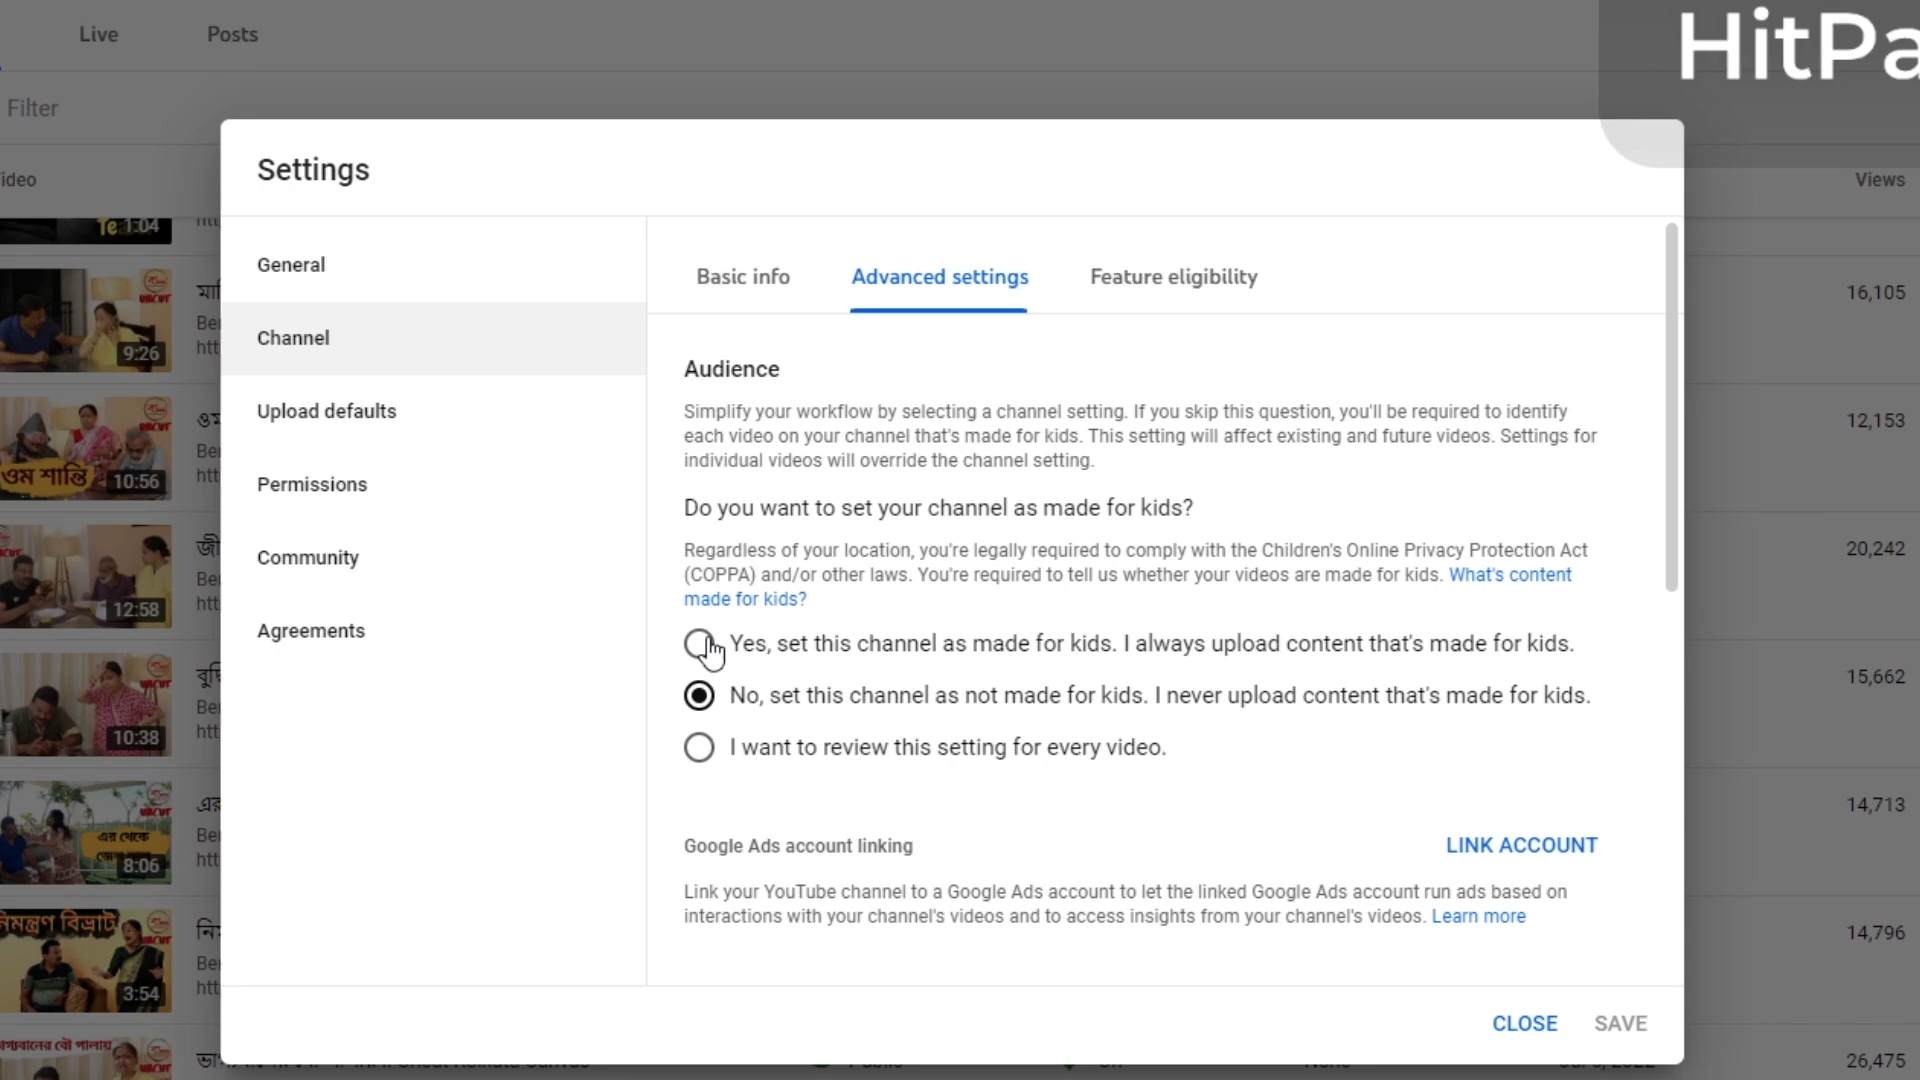 Live Posts
HitPa
Filter
ideo
Views
Settings
General
Channel
Upload defaults
Permissions
Community
Agreements
Basic info Advanced settings Feature eligibility
Audience
Simplify your workflow by selecting a channel setting. If you skip this question, you'll be required to identify
each video on your channel that's made for kids. This setting will affect existing and future videos. Settings for
individual videos will override the channel setting.
Do you want to set your channel as made for kids?
Regardless of your location, you're legally required to comply with the Children's Online Privacy Protection Act
(COPPA) and/or other laws. You're required to tell us whether your videos are made for kids. What's content
made for kids?
Yes, set this channel as made for kids. I always upload content that's made for kids.
No, set this channel as not made for kids. I never upload content that's made for kids.
I want to review this setting for every video.
Google Ads account linking LINK ACCOUNT
Link your YouTube channel to a Google Ads account to let the linked Google Ads account run ads based on
interactions with your channel's videos and to access insights from your channel's videos. Learn more
CLOSE SAVE
1:04
9:26
ওম শান্তি
10:56
12:58
10:38
এর থেকে
8:06
নিমন্ত্রণ বিভ্রাট
3:54
16,105
12,153
20,242
15,662
14,713
14,796
26,475